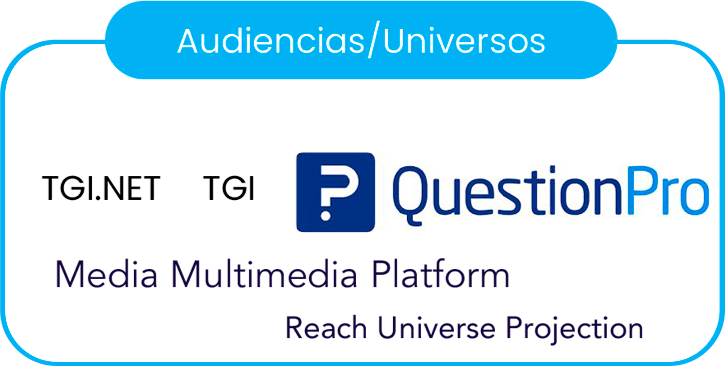 Audiencias/Universos
TGI.NET TGI ? QuestionPro
Media Multimedia Platform
Reach Universe Projection